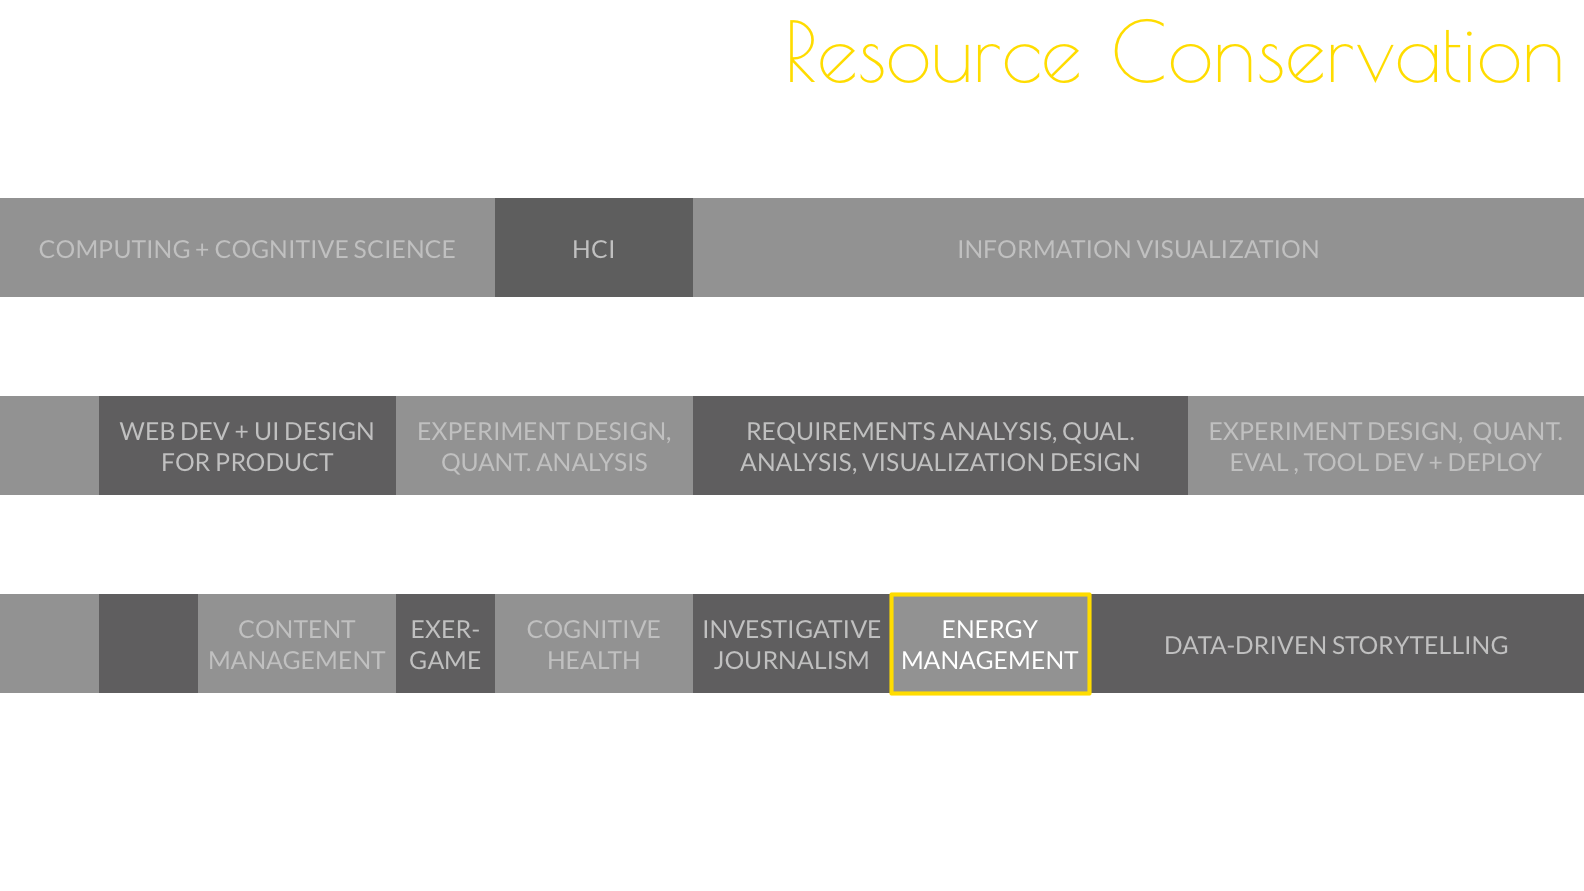 Resource Conservation
COMPUTING + COGNITIVE SCIENCE
HCI
INFORMATION VISUALIZATION
WEB DEV + UI DESIGN
FOR PRODUCT
EXPERIMENT DESIGN,
QUANT. ANALYSIS
REQUIREMENTS ANALYSIS, QUAL.
ANALYSIS, VISUALIZATION DESIGN
EXPERIMENT DESIGN, QUANT.
EVAL , TOOL DEV + DEPLOY
CONTENT
MANAGEMENT
EXER-
GAME
COGNITIVE
HEALTH
INVESTIGATIVE
JOURNALISM
ENERGY
MANAGEMENT
DATA-DRIVEN STORYTELLING